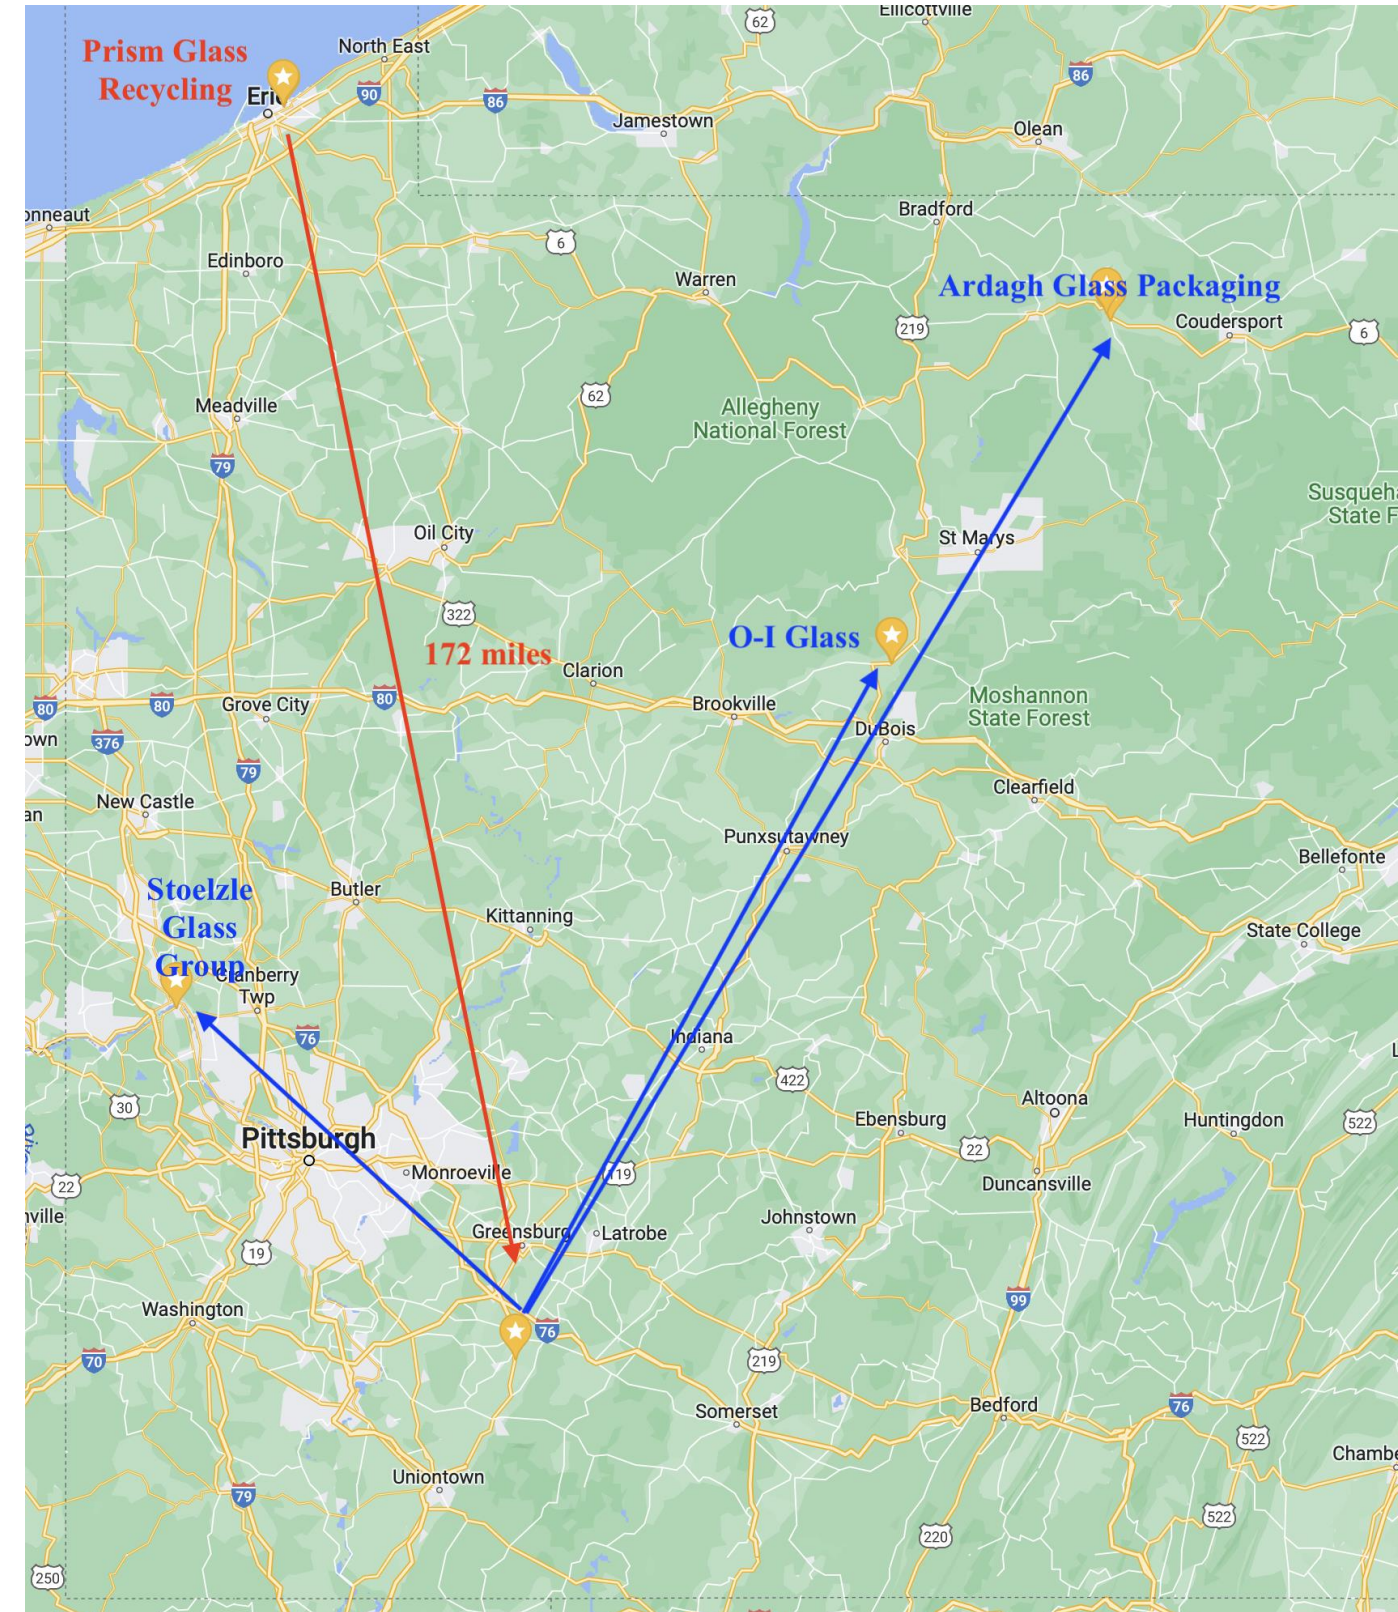 Ellicottville
62
Prism Glass
Recycling
North East
Erie
90
86
86
Jamestown
Olean
onneaut
Bradford
Edinboro
6
Warren
Ardagh Glass Packaging
219
Coudersport
6
62
Meadville
Allegheny
National Forest
79
Susqueh
State F
Oil City
St Marys
322
172 miles
O-I Glass
Clarion
80
80
Grove City
80
Brookville
Moshannon
State Forest
own
376
DuBois
79
Clearfield
New Castle
an
Punxsutawney
Bellefonte
Stoelzle
Glass
Group
Butler
Kittanning
State College
Cranberry
Twp
76
Indiana
L
422
30
Altoona
Ebensburg
Huntingdon
522
Pittsburgh
22
Monroeville
119
22
Duncansville
ville
Johnstown
Greensburg
Latrobe
19
Washington
76
99
70
219
Somerset
Bedford
76
522
Chambe
Uniontown
79
522
220
250